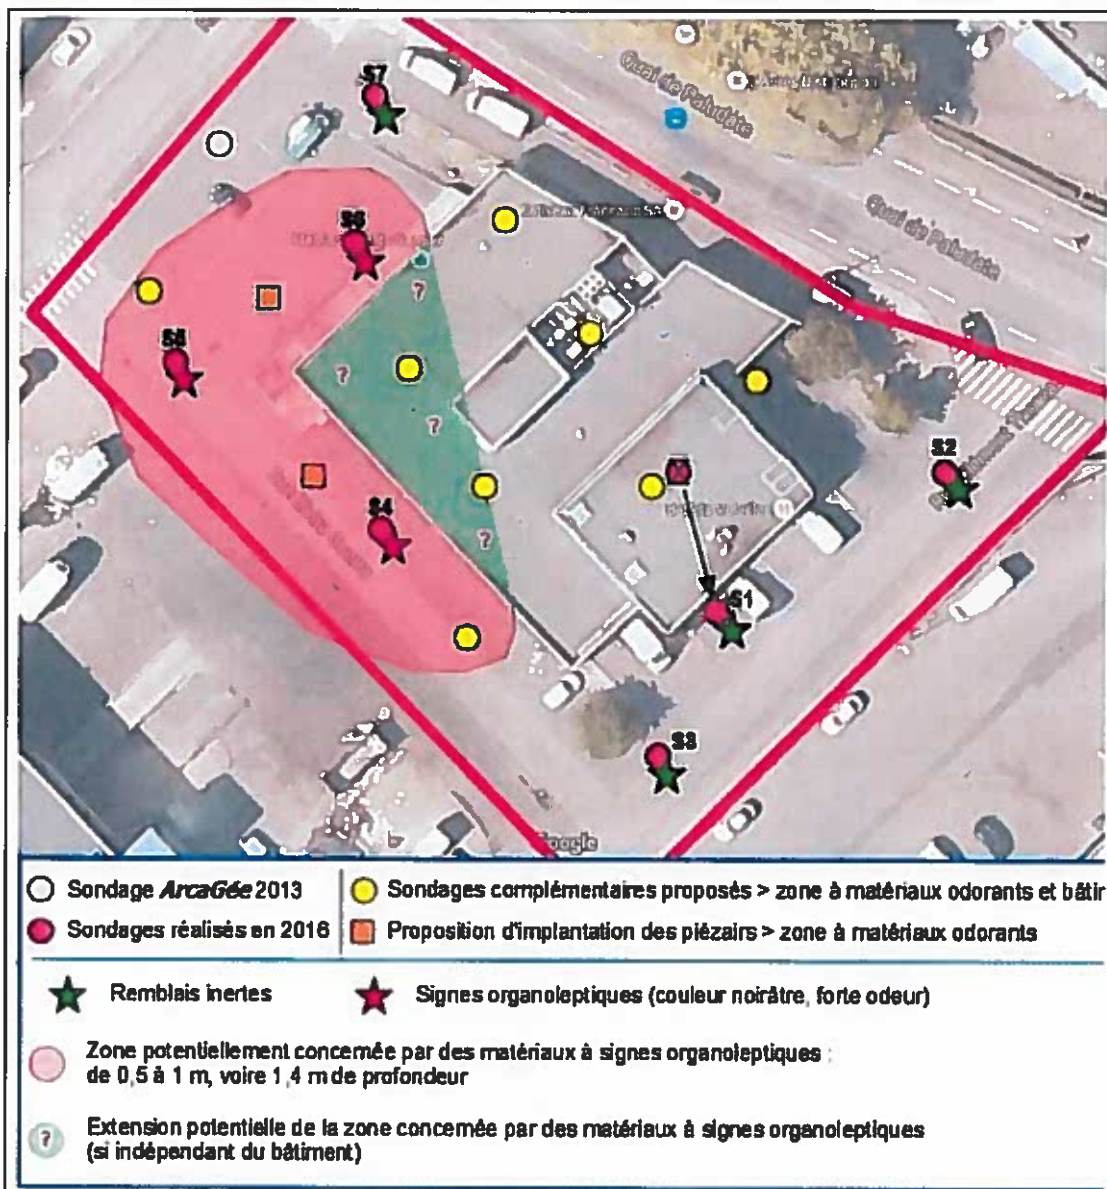 S7
Quai de Paludate
Quai de Paludate
S6
?
S5
?
?
S2
S4
?
S1
S3
Google
Sondage ArcaGée 2013
Sondages complémentaires proposés > zone à matériaux odorants et bâtir
Sondages réalisés en 2016
Proposition d'implantation des piézairs > zone à matériaux odorants
Remblais inertes
Signes organoleptiques (couleur noirâtre, forte odeur)
Zone potentiellement concernée par des matériaux à signes organoleptiques :
de 0,5 à 1 m, voire 1,4 m de profondeur
? Extension potentielle de la zone concernée par des matériaux à signes organoleptiques
(si indépendant du bâtiment)